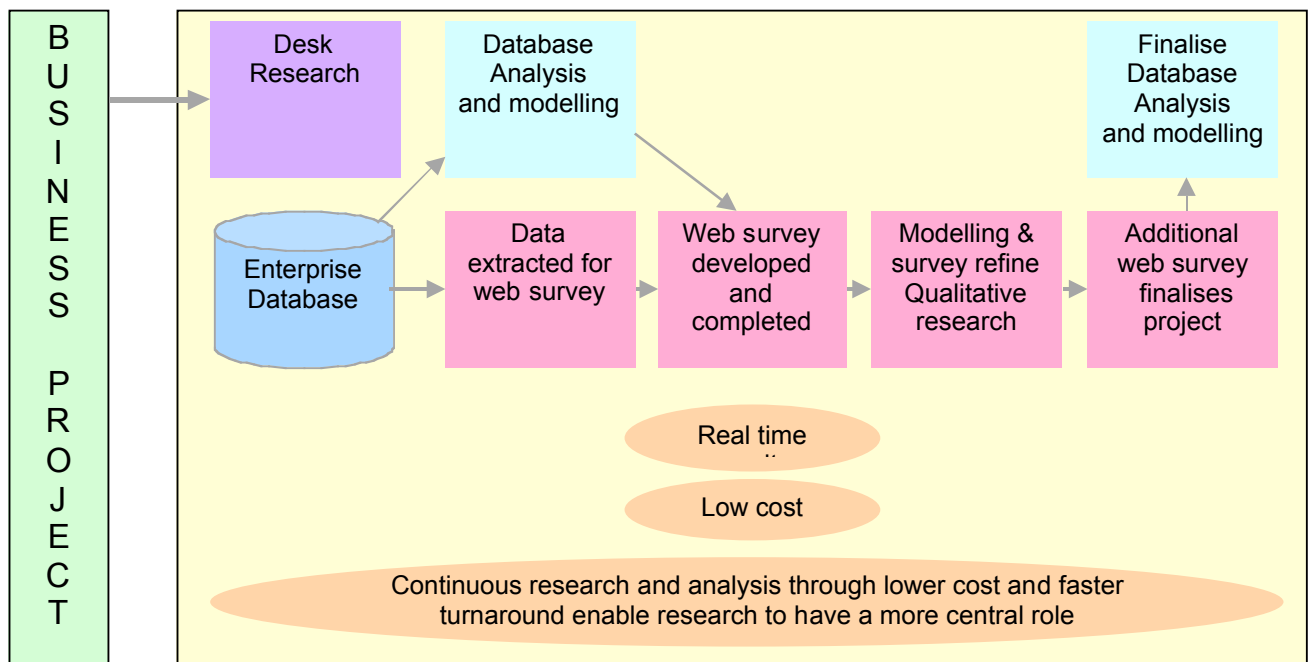 BUSINESS PROJECT
Desk
Research
Database
Analysis
and modelling
Finalise
Database
Analysis
and modelling
Enterprise
Database
Data
extracted for
web survey
Web survey
developed
and
completed
Modelling &
survey refine
Qualitative
research
Additional
web survey
finalises
project
Real time
Low cost
Continuous research and analysis through lower cost and faster
turnaround enable research to have a more central role